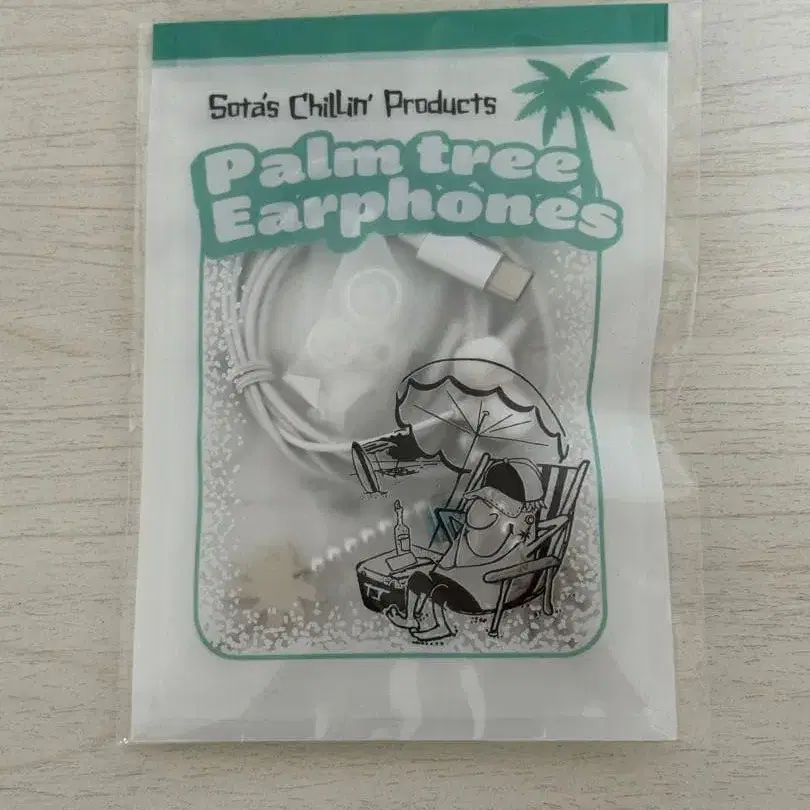 Sota's Chillin' Products
Palm tree
Earphones